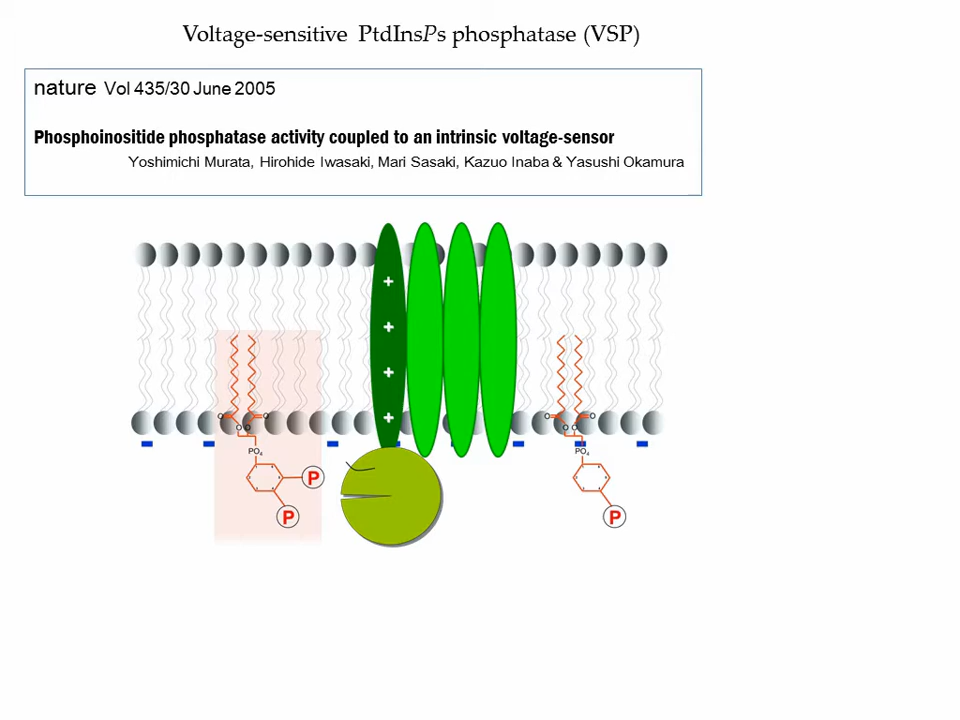 Voltage-sensitive PtdInsPs phosphatase (VSP)
nature Vol 435/30 June 2005
Phosphoinositide phosphatase activity coupled to an intrinsic voltage-sensor
Yoshimichi Murata, Hirohide Iwasaki, Mari Sasaki, Kazuo Inaba & Yasushi Okamura
+
+
+
+
O O O O
O O O O
PO4 PO4
P
P P